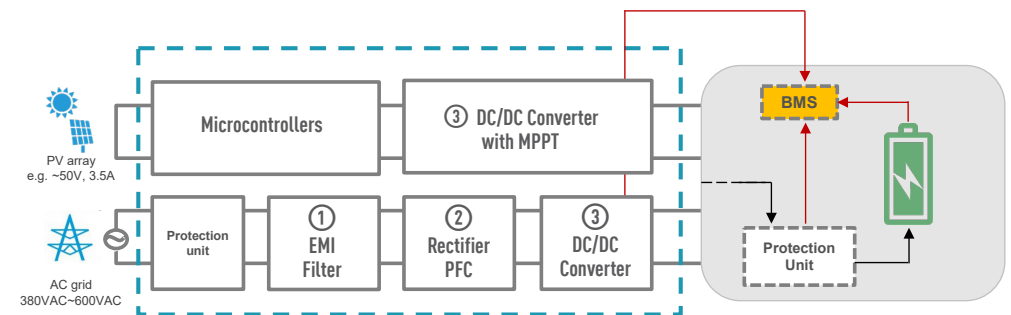 Microcontrollers
③ DC/DC Converter
with MPPT
BMS
PV array
e.g. ~50V, 3.5A
Protection
unit
①
EMI
Filter
②
Rectifier
PFC
③
DC/DC
Converter
Protection
Unit
AC grid
380VAC~600VAC